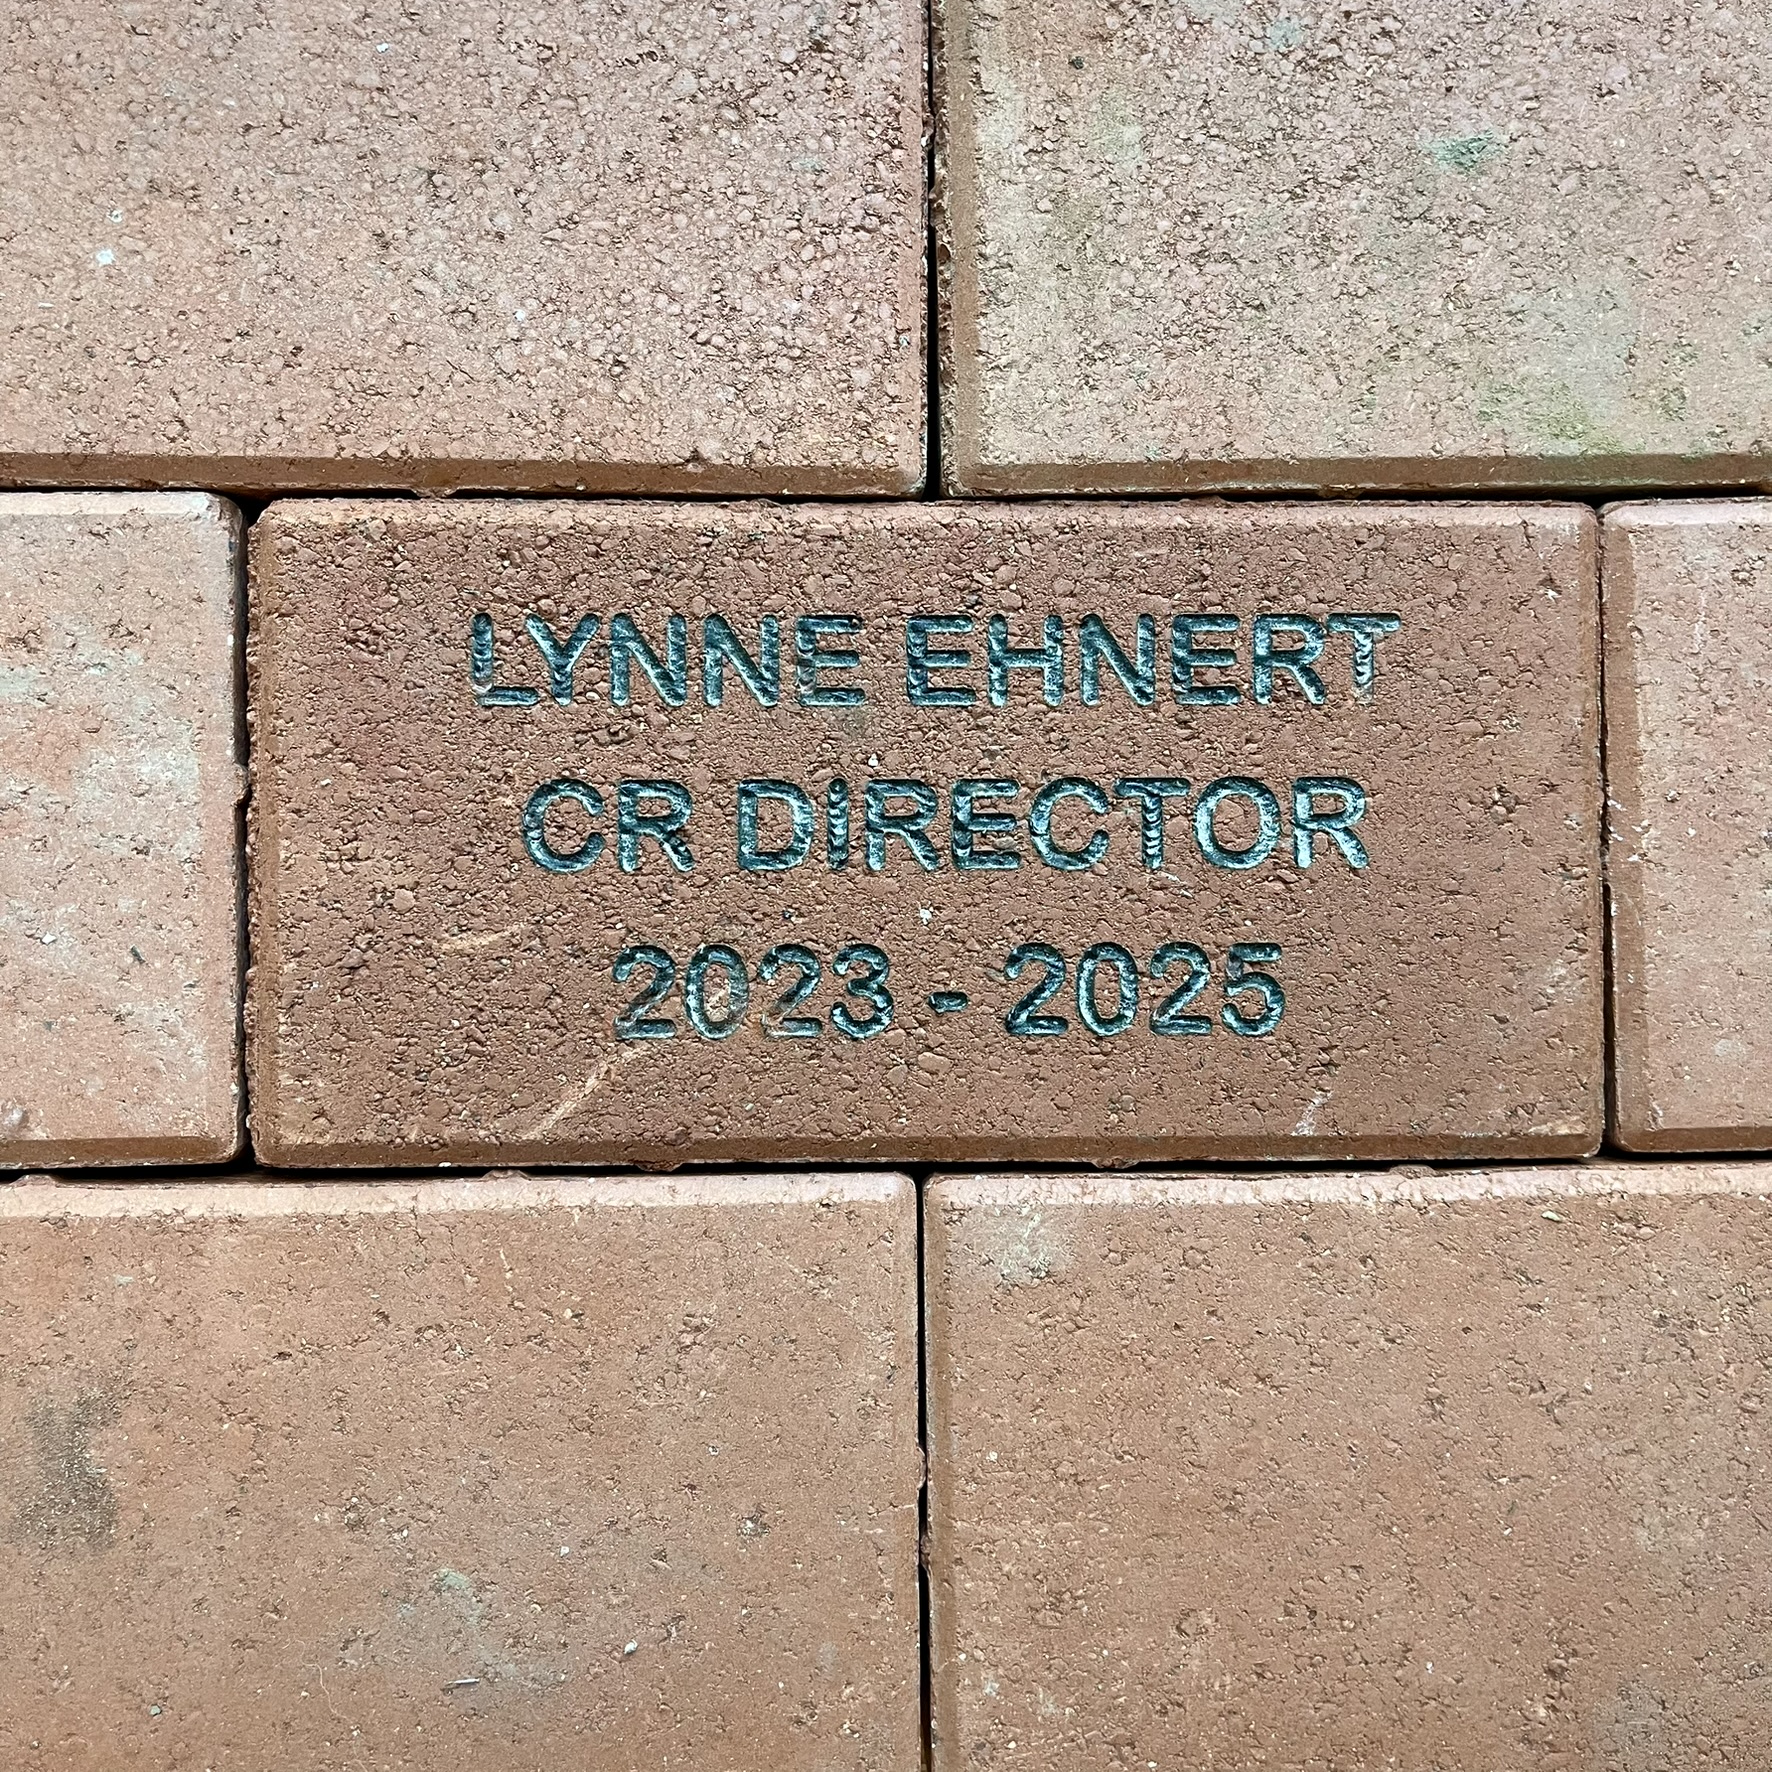 LYNNE EHNERT
CR DIRECTOR
2023 - 2025